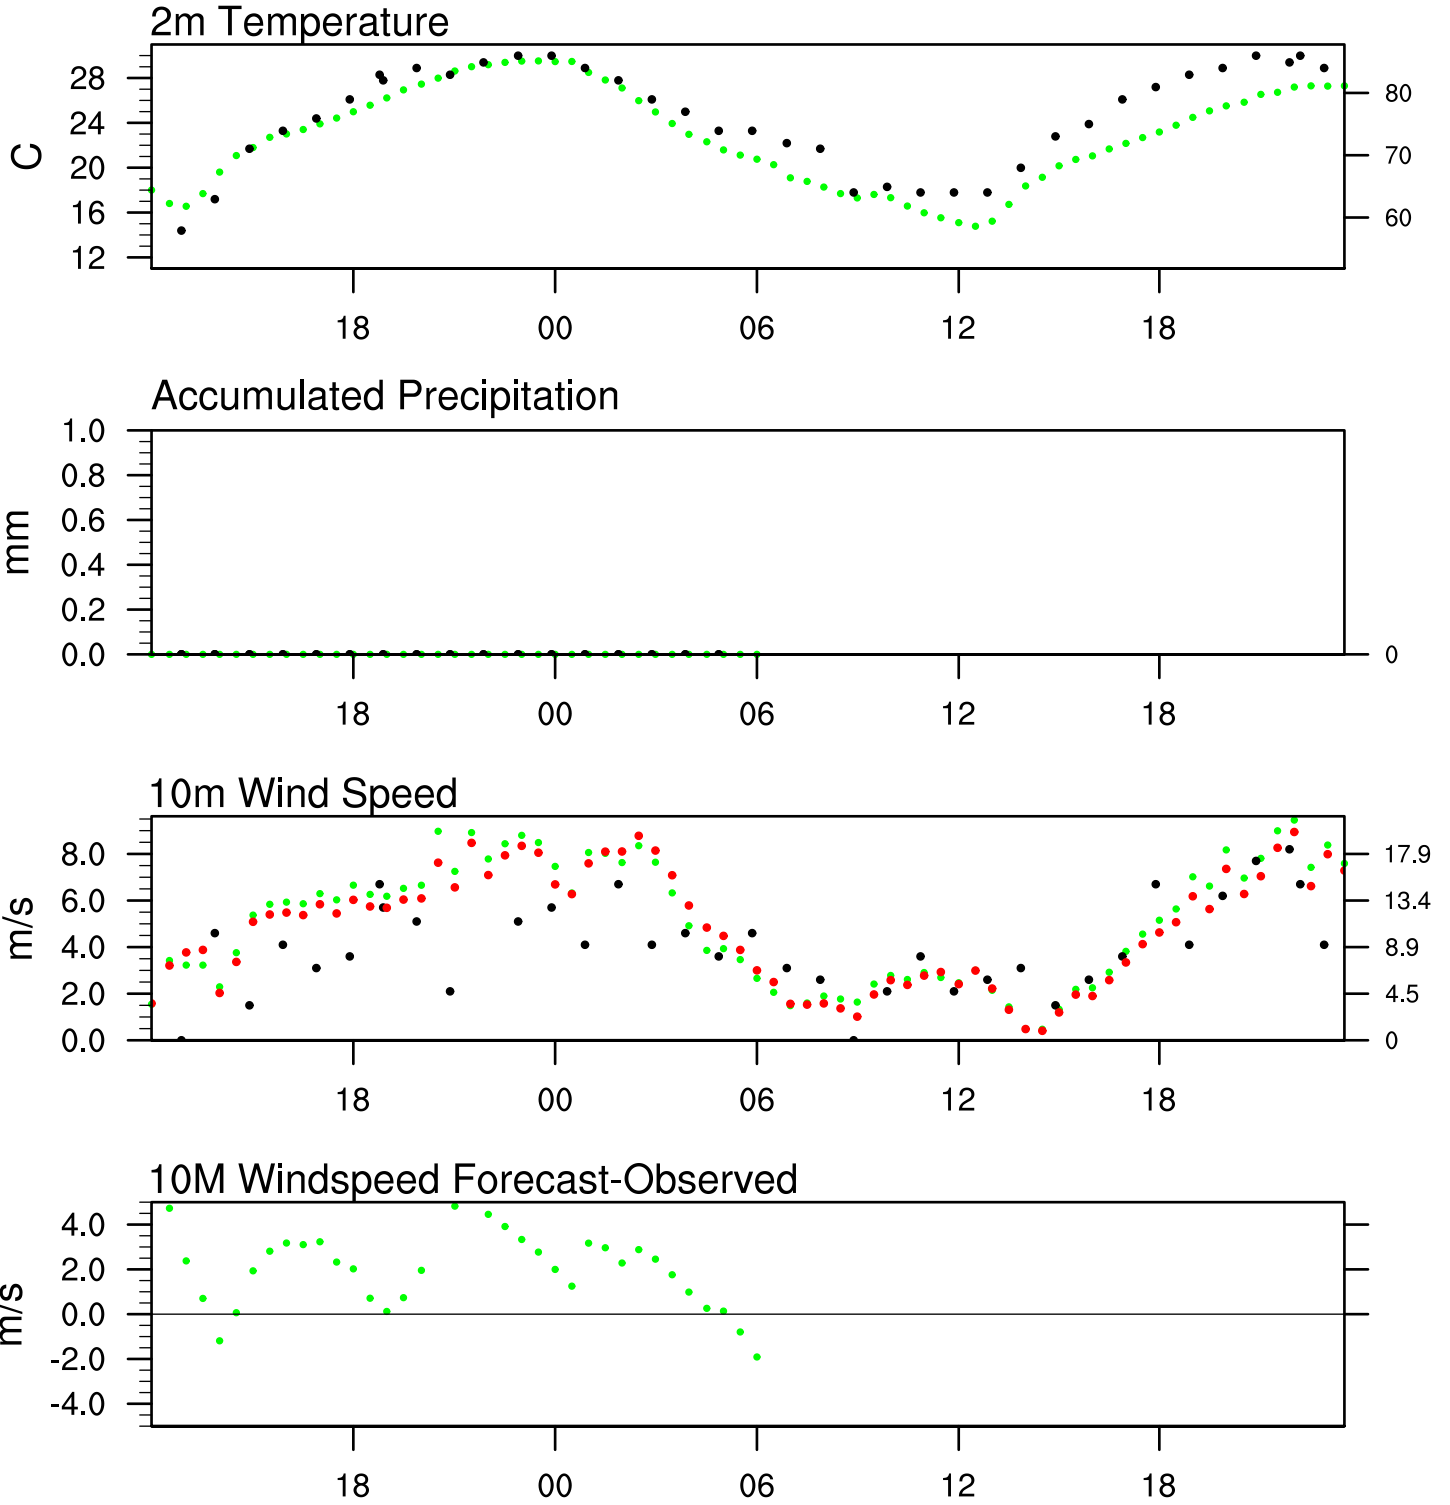 2m Temperature
28
24
20
16
12
C
80
70
60
18 00 06 12 18
Accumulated Precipitation
1.0
0.8
0.6
0.4
0.2
0.0
mm
0
18 00 06 12 18
10m Wind Speed
8.0
6.0
4.0
2.0
0.0
m/s
17.9
13.4
8.9
4.5
0
18 00 06 12 18
10M Windspeed Forecast-Observed
4.0
2.0
0.0
-2.0
-4.0
m/s
18 00 06 12 18